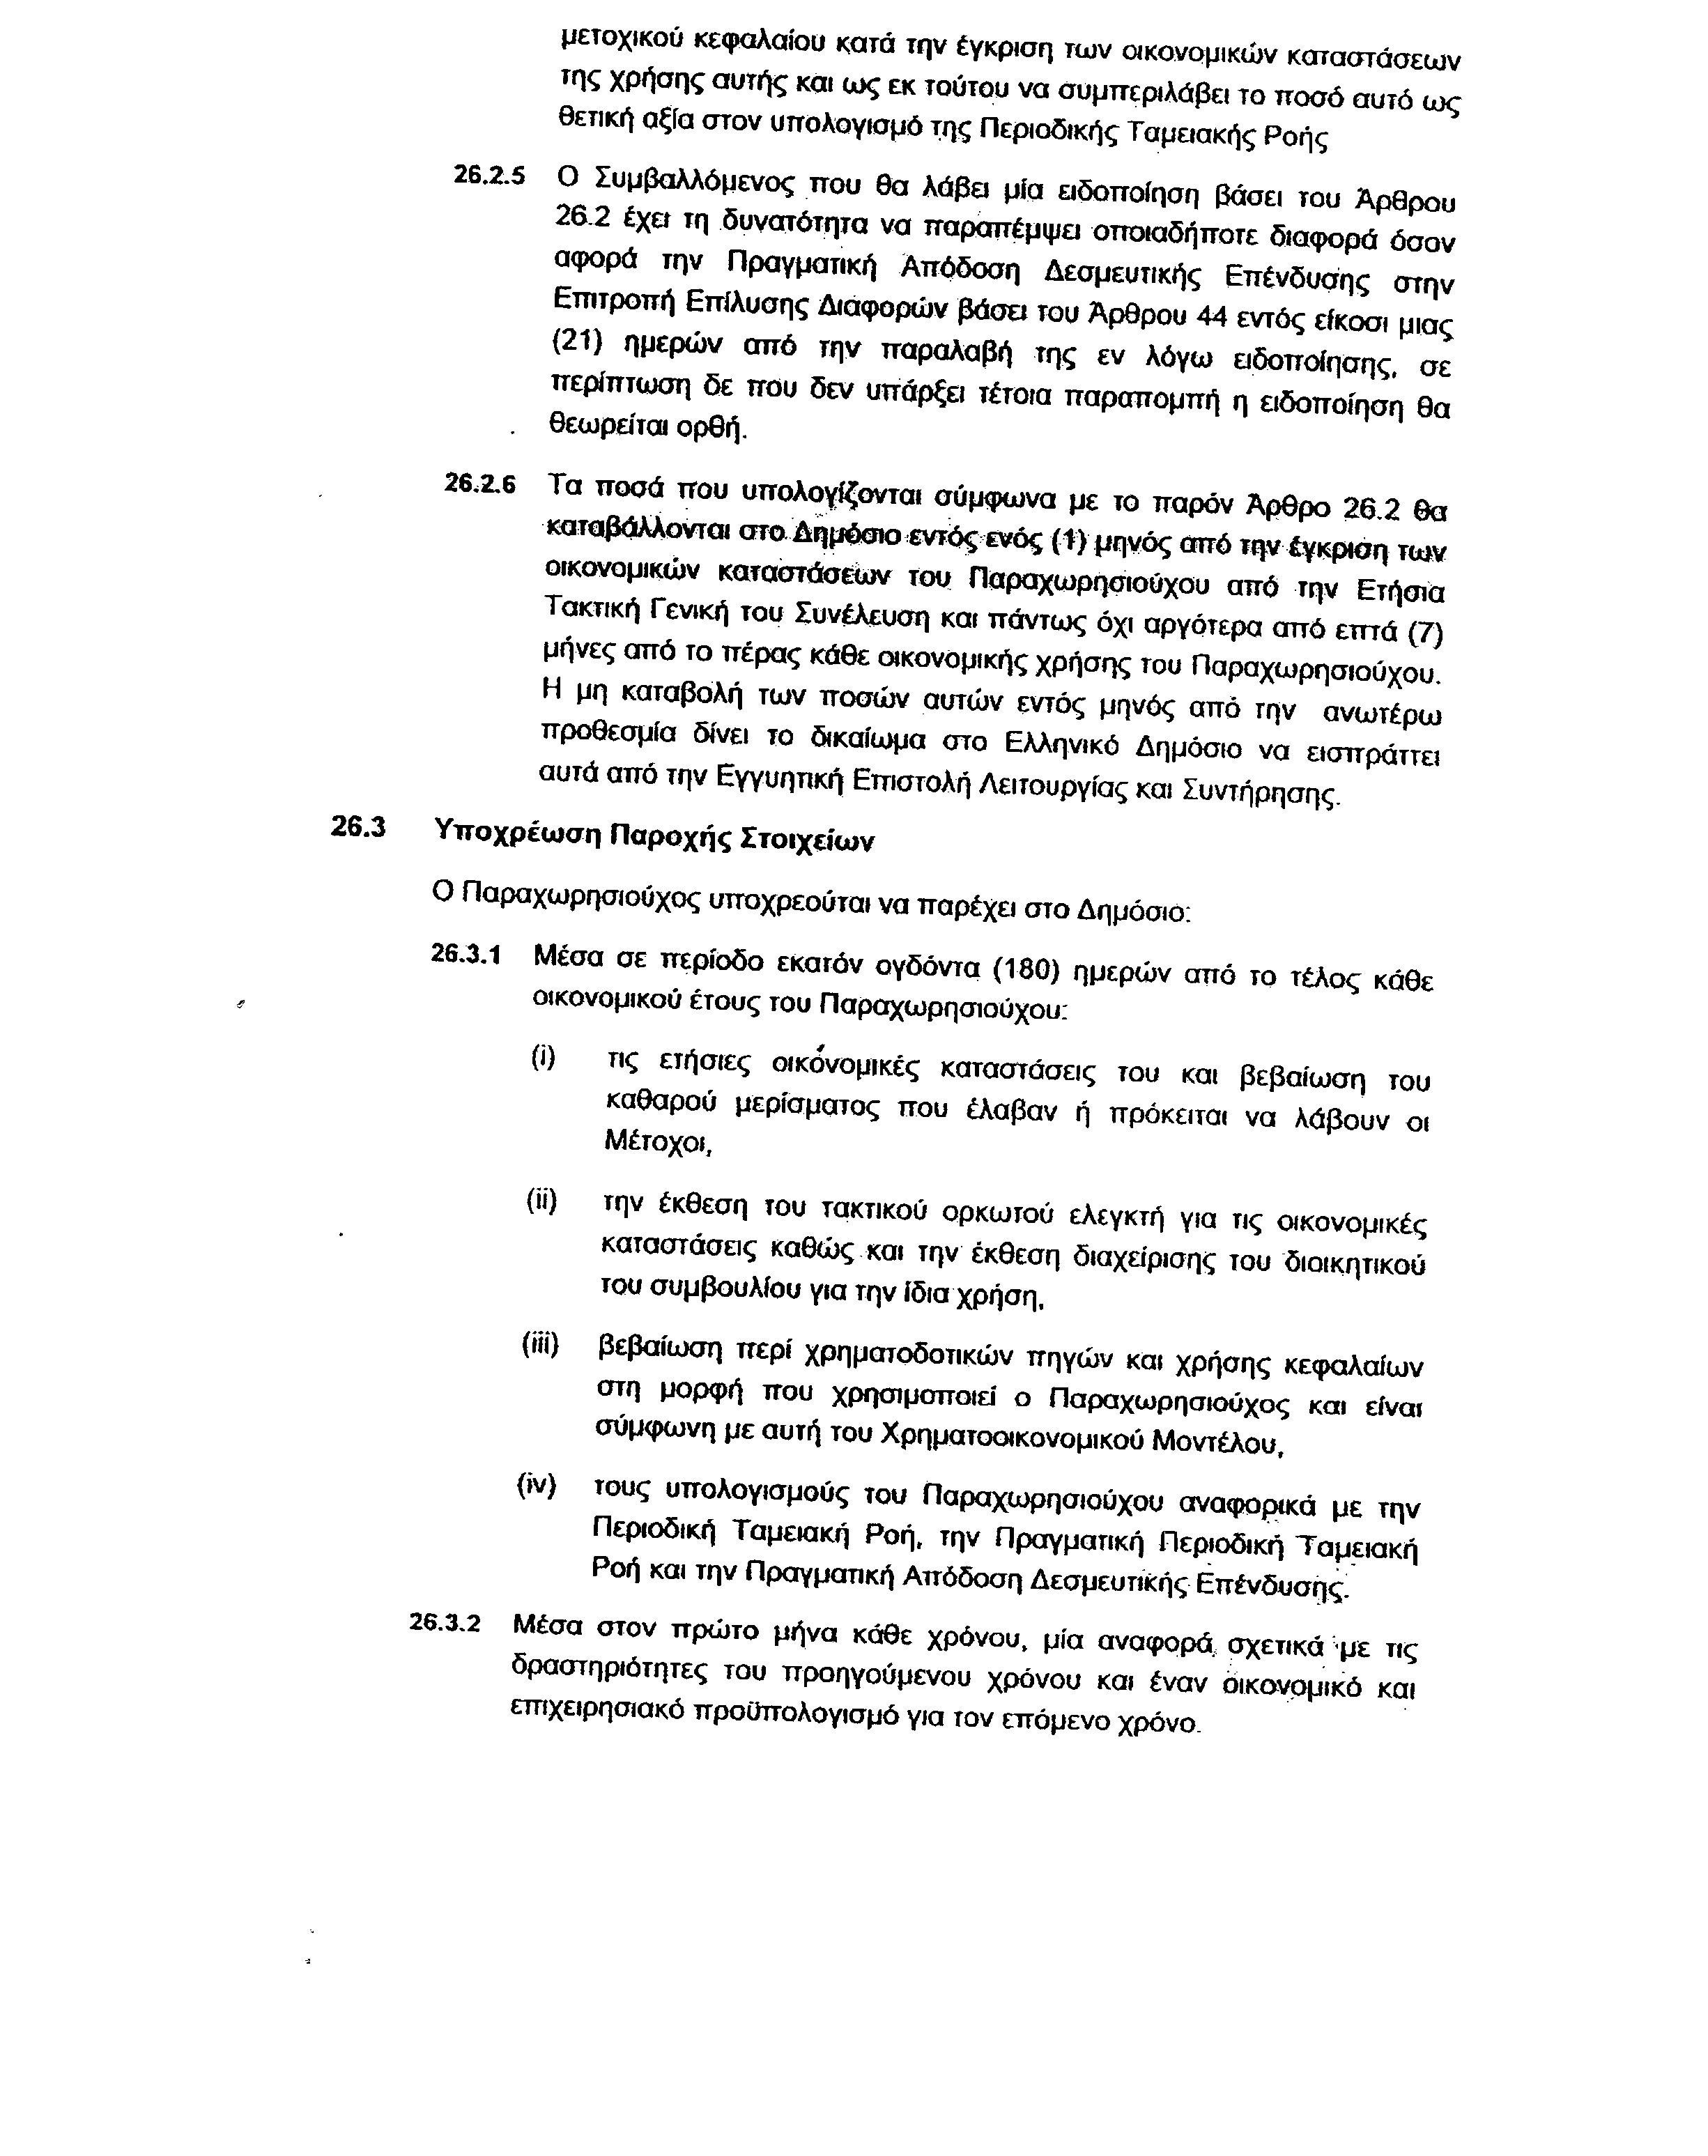 μετοχικού κεφαλαίου κατά την έγκριση των οικονομικών καταστάσεων
της χρήσης αυτής και ως εκ τούτου να συμπεριλάβει το ποσό αυτό ως
θετική αξία στον υπολογισμό της Περιοδικής Ταμειακής Ροής
26.2.5 Ο Συμβαλλόμενος που θα λάβει μία ειδοποίηση βάσει του Άρθρου
26.2 έχει τη δυνατότητα να παραπέμψει οποιαδήποτε διαφορά όσον
αφορά την Πραγματική Απόδοση Δεσμευτικής Επένδυσης στην
Επιτροπή Επίλυσης Διαφορών βάσει του Άρθρου 44 εντός είκοσι μιας
(21) ημερών από την παραλαβή της εν λόγω ειδοποίησης, σε
περίπτωση δε που δεν υπάρξει τέτοια παραπομπή η ειδοποίηση θα
θεωρείται ορθή.
26.2.6 Τα ποσά που υπολογίζονται σύμφωνα με το παρόν Άρθρο 26.2 θα
καταβάλλονται στο Δημόσιο εντός ενός (1) μηνός από την έγκριση των
οικονομικών καταστάσεων του Παραχωρησιούχου από την Ετήσια
Τακτική Γενική του Συνέλευση και πάντως όχι αργότερα από επτά (7)
μήνες από το πέρας κάθε οικονομικής χρήσης του Παραχωρησιούχου.
Η μη καταβολή των ποσών αυτών εντός μηνός από την ανωτέρω
προθεσμία δίνει το δικαίωμα στο Ελληνικό Δημόσιο να εισπράττει
αυτά από την Εγγυητική Επιστολή Λειτουργίας και Συντήρησης.
26.3 Υποχρέωση Παροχής Στοιχείων
Ο Παραχωρησιούχος υποχρεούται να παρέχει στο Δημόσιο:
26.3.1 Μέσα σε περίοδο εκατόν ογδόντα (180) ημερών από το τέλος κάθε
οικονομικού έτους του Παραχωρησιούχου:
(i) τις ετήσιες οικονομικές καταστάσεις του και βεβαίωση του
καθαρού μερίσματος που έλαβαν ή πρόκειται να λάβουν οι
Μέτοχοι,
(ii) την έκθεση του τακτικού ορκωτού ελεγκτή για τις οικονομικές
καταστάσεις καθώς και την έκθεση διαχείρισης του διοικητικού
του συμβουλίου για την ίδια χρήση,
(iii) βεβαίωση περί χρηματοδοτικών πηγών και χρήσης κεφαλαίων
στη μορφή που χρησιμοποιεί ο Παραχωρησιούχος και είναι
σύμφωνη με αυτή του Χρηματοοικονομικού Μοντέλου,
(iv) τους υπολογισμούς του Παραχωρησιούχου αναφορικά με την
Περιοδική Ταμειακή Ροή, την Πραγματική Περιοδική Ταμειακή
Ροή και την Πραγματική Απόδοση Δεσμευτικής Επένδυσης.
26.3.2 Μέσα στον πρώτο μήνα κάθε χρόνου, μία αναφορά σχετικά με τις
δραστηριότητες του προηγούμενου χρόνου και έναν οικονομικό και
επιχειρησιακό προϋπολογισμό για τον επόμενο χρόνο.